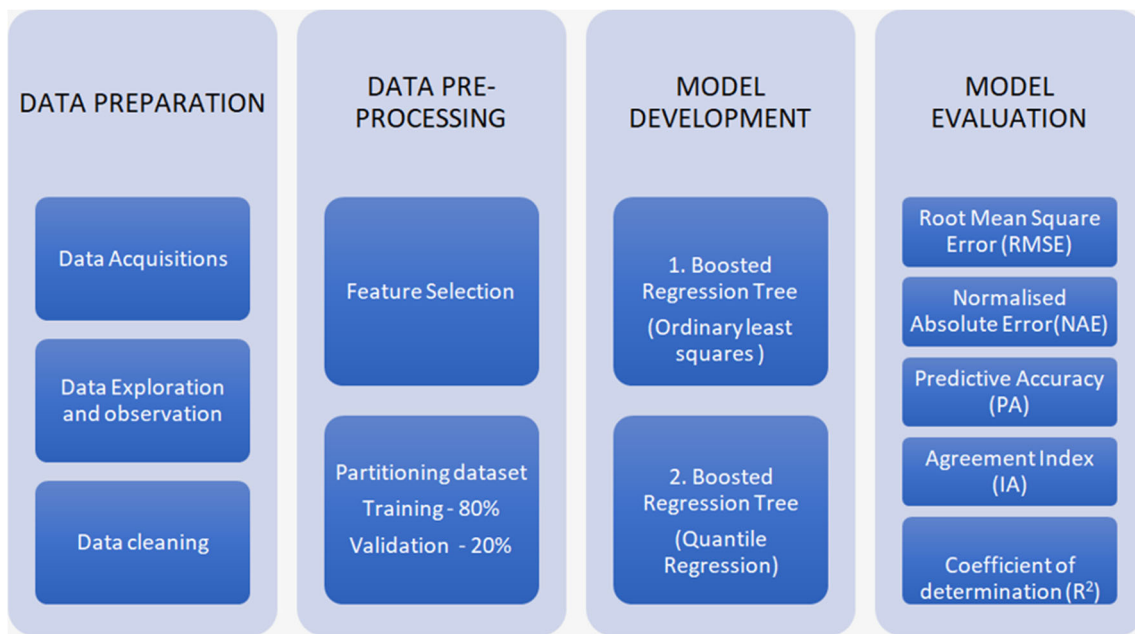 DATA PREPARATION
Data Acquisitions
Data Exploration
and observation
Data cleaning
DATA PRE-
PROCESSING
Feature Selection
Partitioning dataset
Training - 80%
Validation - 20%
MODEL
DEVELOPMENT
1. Boosted
Regression Tree
(Ordinary least
squares )
2. Boosted
Regression Tree
(Quantile
Regression)
MODEL
EVALUATION
Root Mean Square
Error (RMSE)
Normalised
Absolute Error(NAE)
Predictive Accuracy
(PA)
Agreement Index
(IA)
Coefficient of
determination (R²)